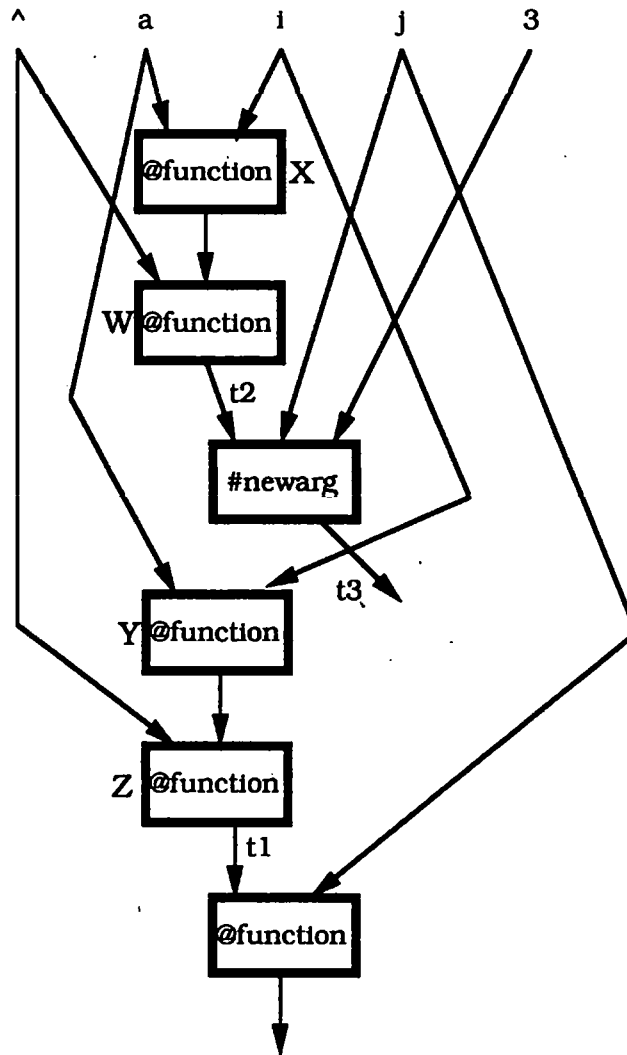 ^ a i j 3
@function X
W @function
t2
#newarg
t3
Y @function
Z @function
t1
@function